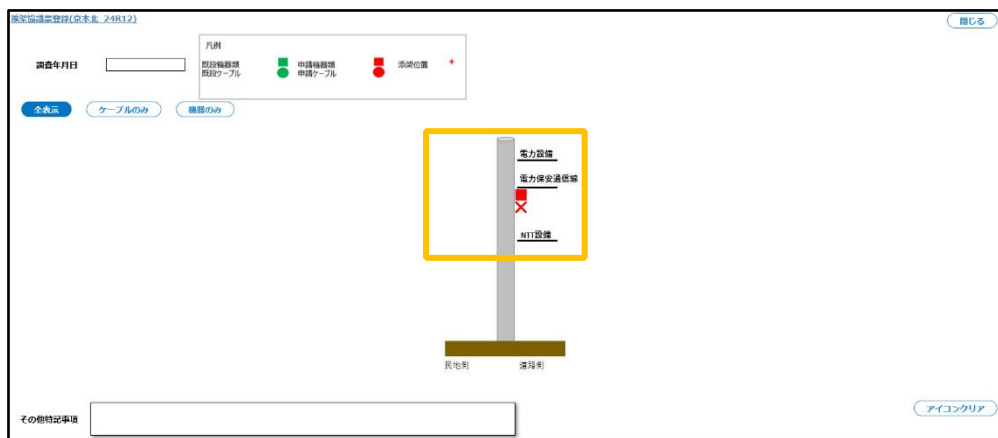 添架協議票登録(京本北 24R12)
閉じる
凡例
調査年月日
既設機器類
既設ケーブル
申請機器類
申請ケーブル
添架位置
全表示
ケーブルのみ
機器のみ
電力設備
電力保安通信線
NTT設備
民地側
道路側
その他特記事項
アイコンクリア